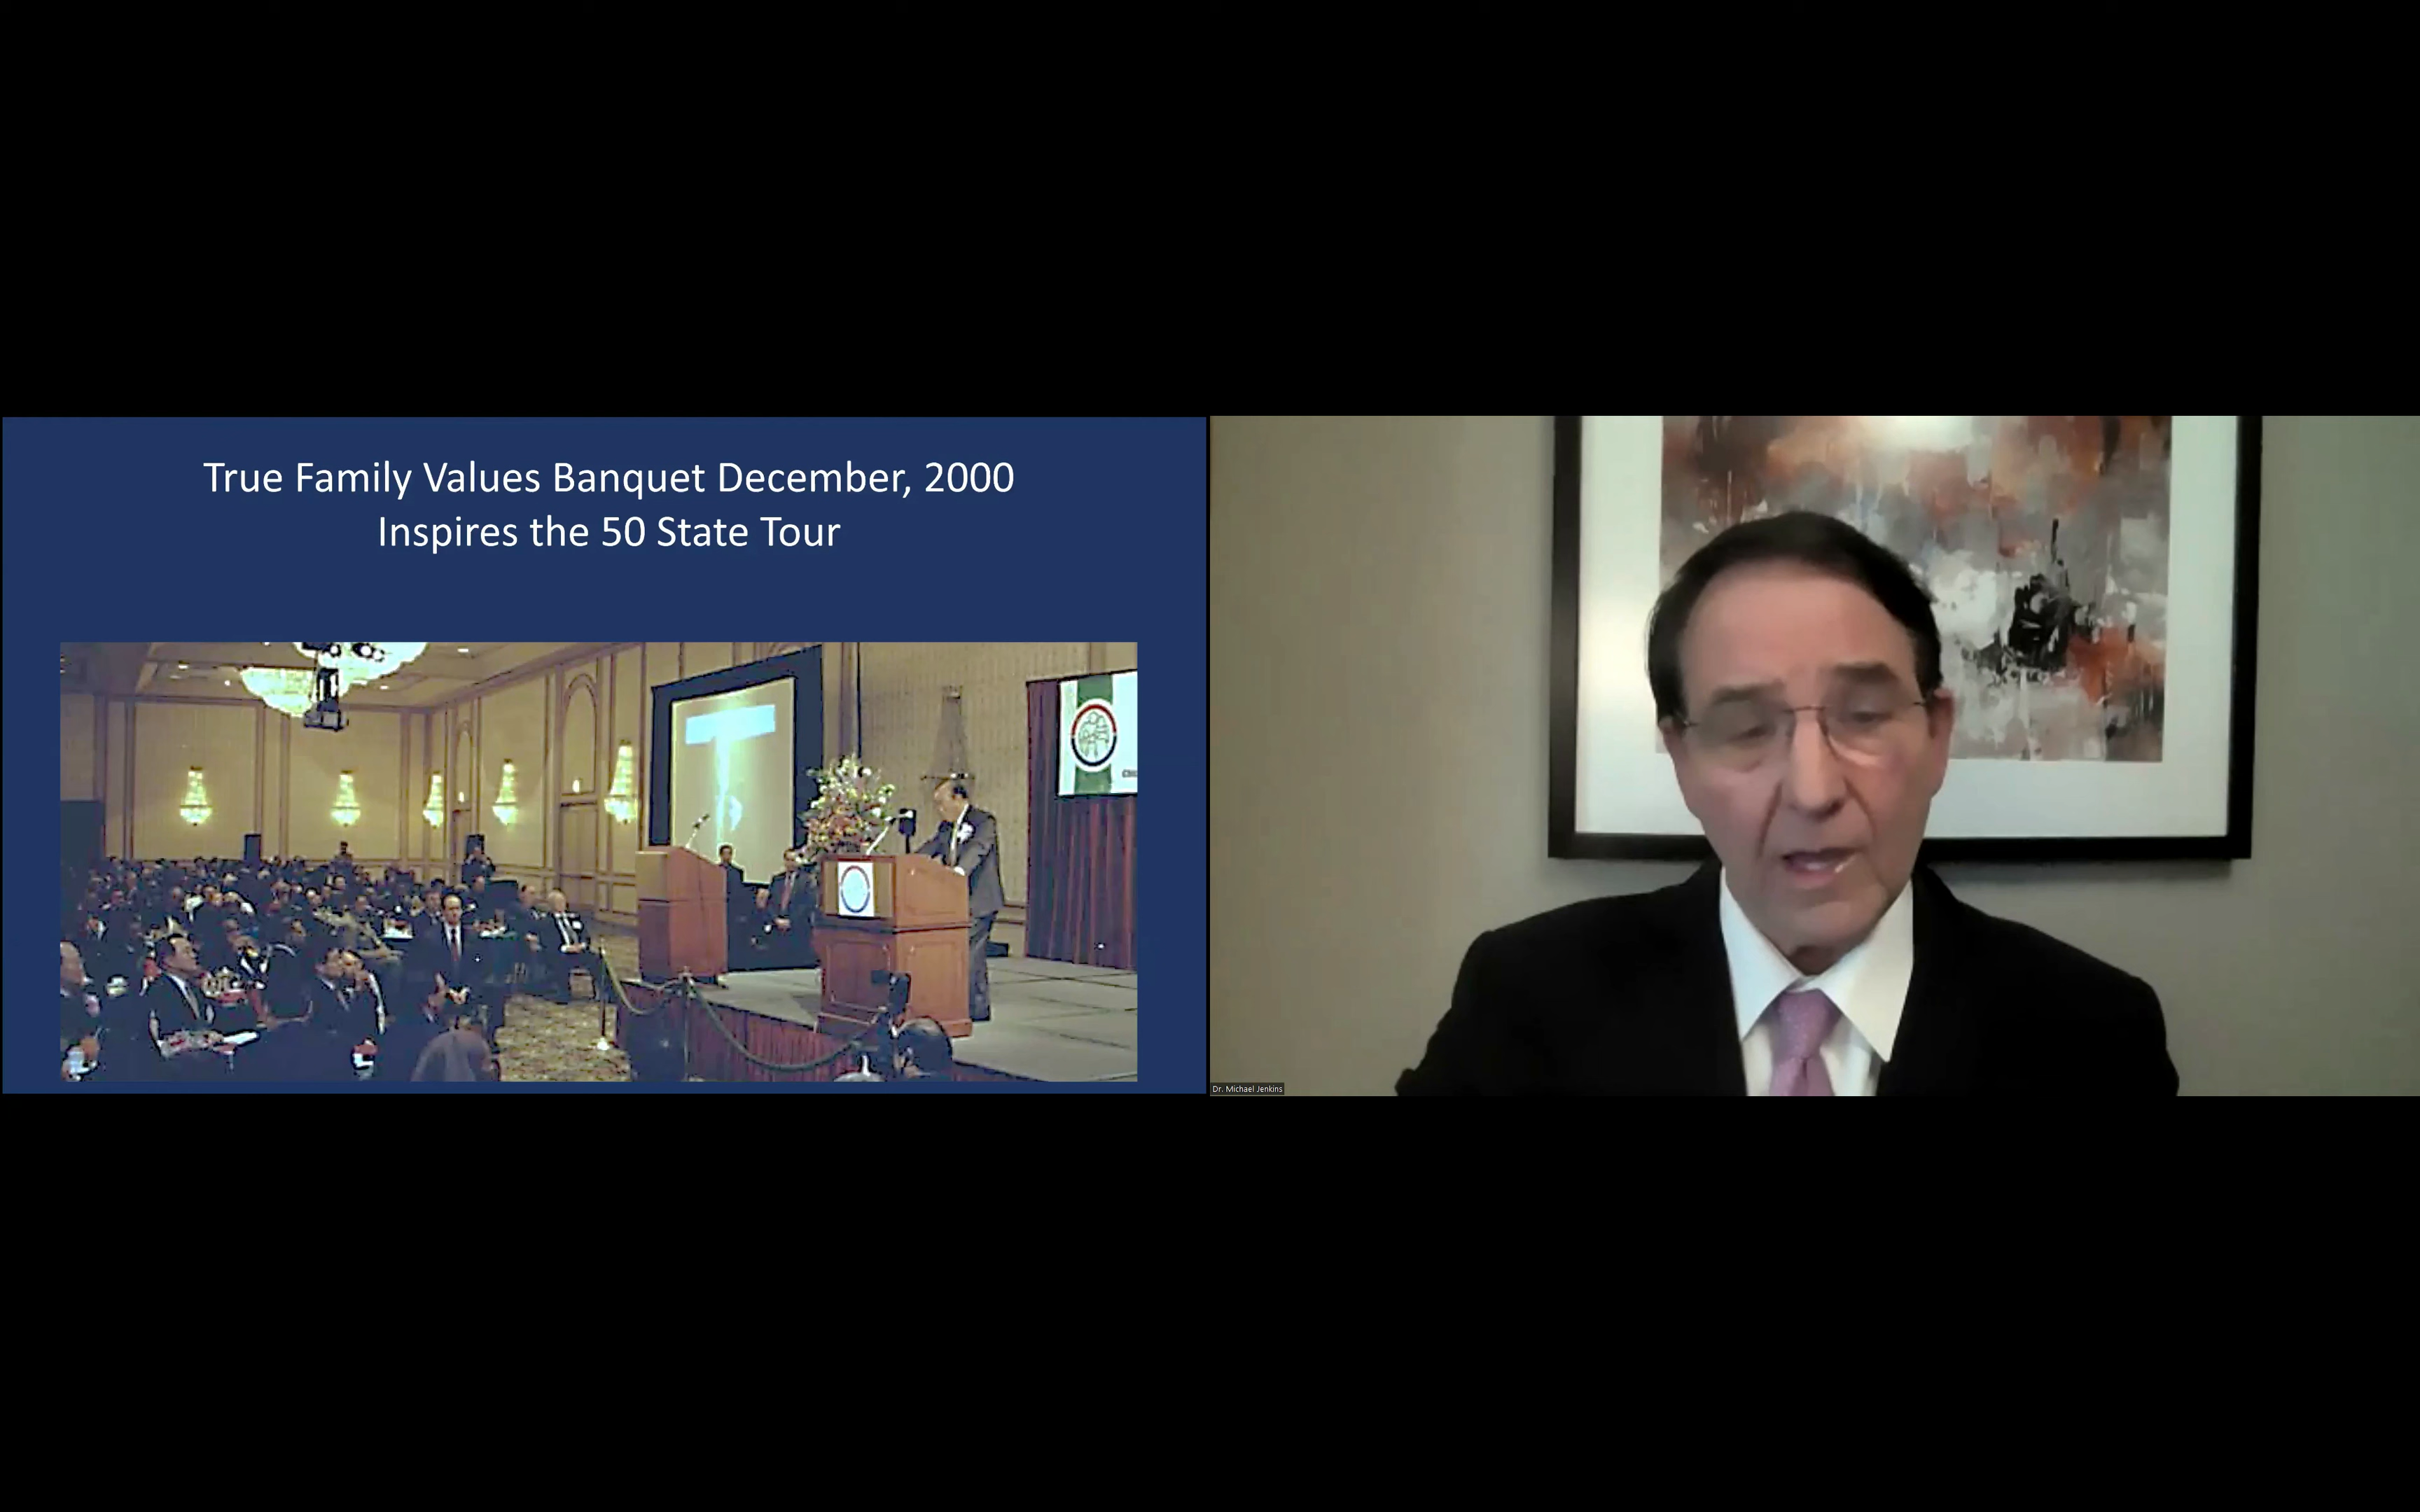 True Family Values Banquet December, 2000
Inspires the 50 State Tour
Dr. Michael Jenkins